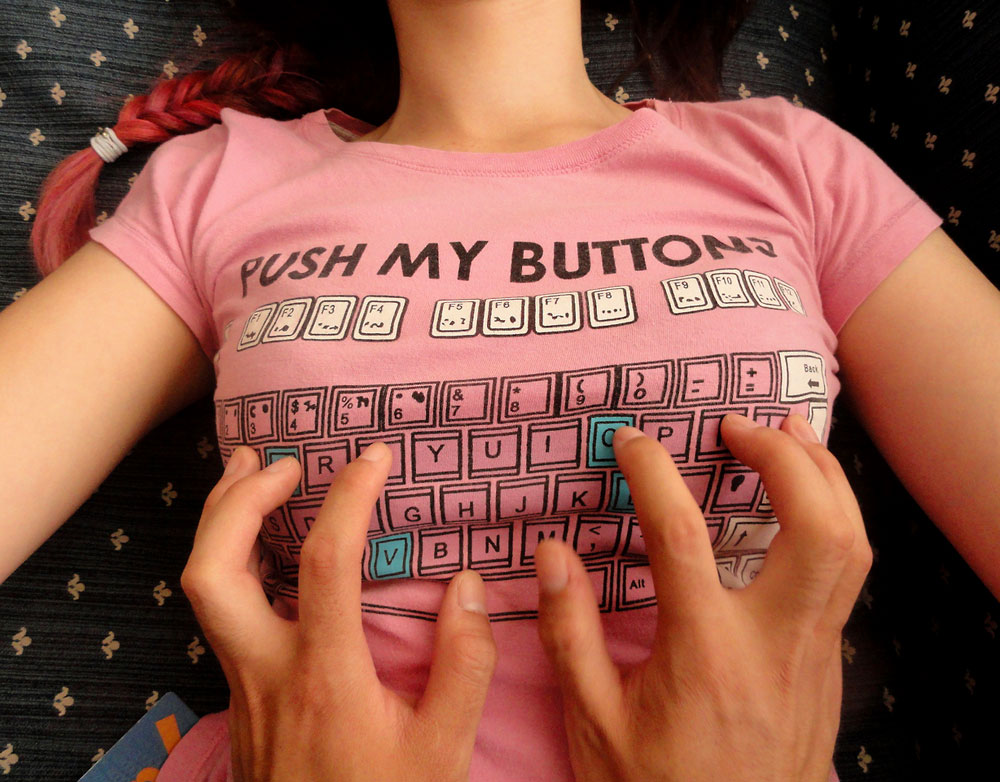 PUSH MY BUTTONS
F1 F2 F3 F4 F5 F6 F7 F8 F9 F10 F11
2 3 $ 4 % 5 6 & 7 * 8 ( 9 ) 0 - + = Back
R Y U I O P
S D G H J K L
V B N M <
Alt